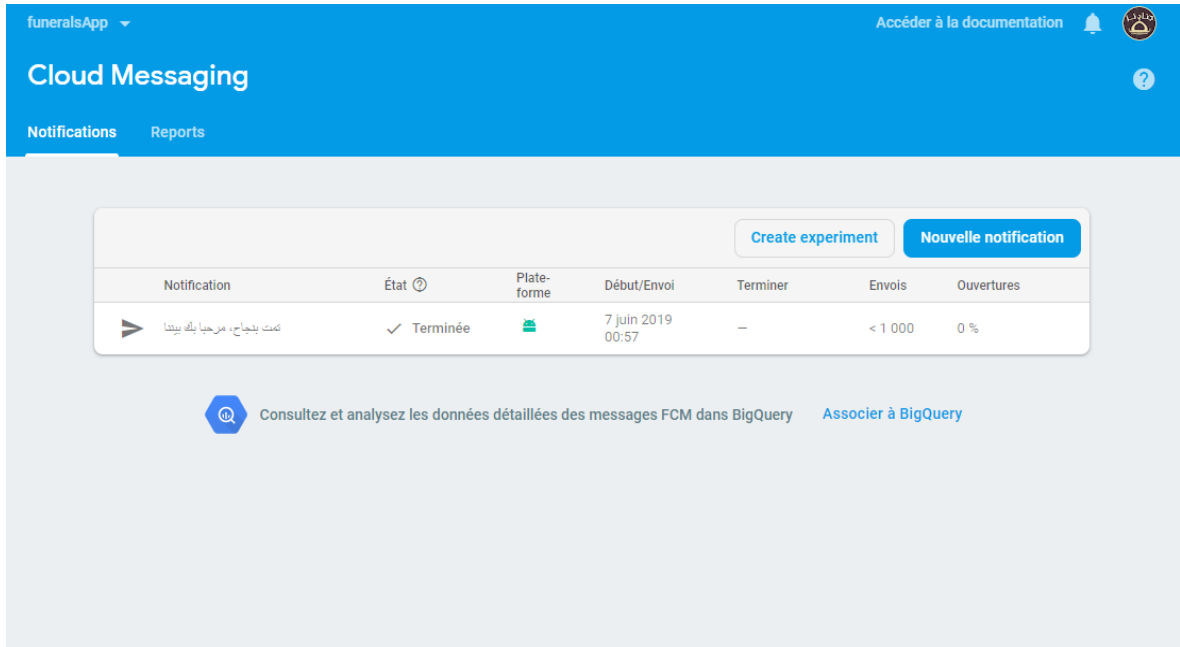 funeralsApp
Accéder à la documentation
Cloud Messaging
Notifications
Reports
Create experiment
Nouvelle notification
Notification
État
Plate-
forme
Début/Envoi
Terminer
Envois
Ouvertures
تمت بنجاح، مرحبا بك بيننا
Terminée
7 juin 2019
00:57
–
< 1 000
0 %
Consultez et analysez les données détaillées des messages FCM dans BigQuery
Associer à BigQuery